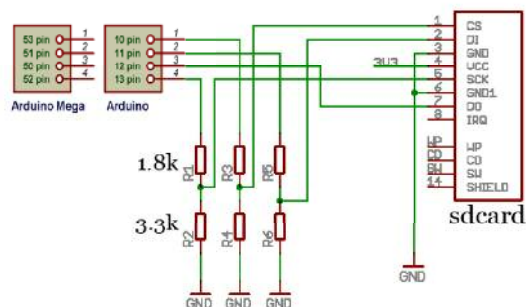 53 pin 1
51 pin 2
50 pin 3
52 pin 4
Arduino Mega
10 pin 1
11 pin 2
12 pin 3
13 pin 4
Arduino
1 CS
2 DI
3 GND
3V3 4 VCC
5 SCK
6 GND1
7 DO
8 IRQ
WP WP
CD CD
SW SW
14 SHIELD
sdcard
1.8k R1 R3 R5
3.3k R2 R4 R6
GND GND GND
GND